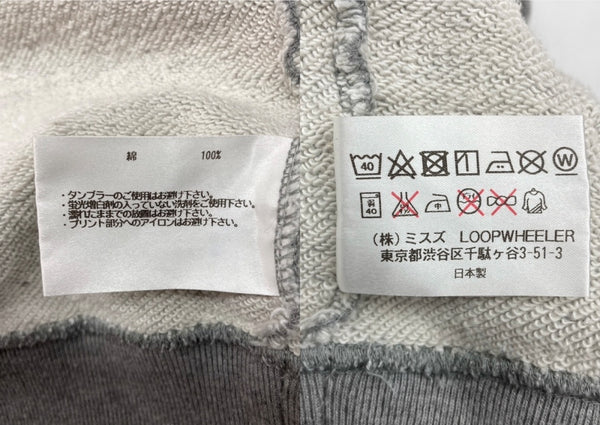 綿 100%
・タンブラーのご使用はお避け下さい。
・蛍光増白剤の入っていない洗剤をご使用下さい。
・濡れたままでの放置はお避け下さい。
・プリント部分へのアイロンはお避け下さい。
40 W
弱 40 中
(株)ミスズ LOOPWHEELER
東京都渋谷区千駄ヶ谷3-51-3
日本製